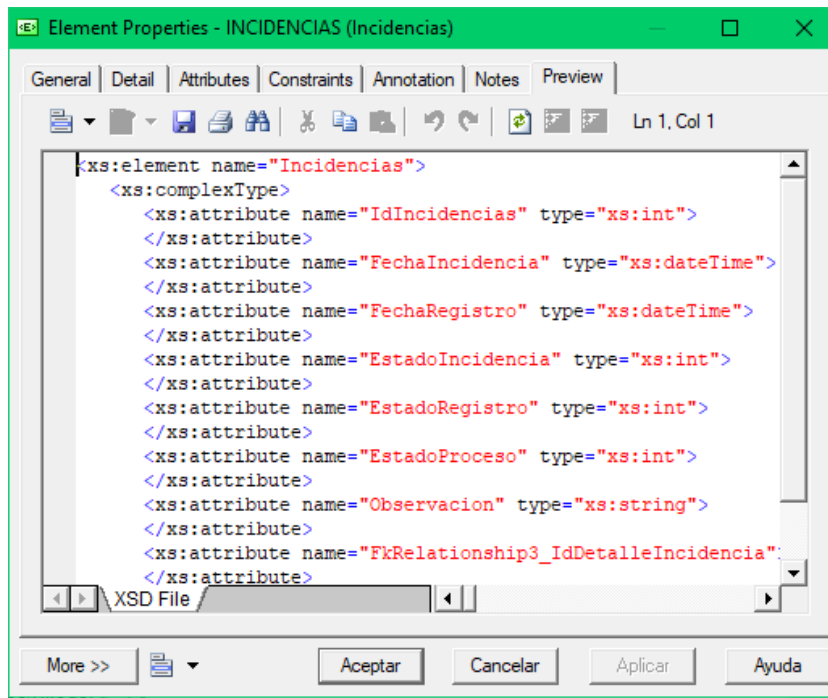 Element Properties - INCIDENCIAS (Incidencias)
General Detail Attributes Constraints Annotation Notes Preview
Ln 1, Col 1
<xs:element name="Incidencias">
<xs:complexType>
<xs:attribute name="IdIncidencias" type="xs:int">
</xs:attribute>
<xs:attribute name="FechaIncidencia" type="xs:dateTime">
</xs:attribute>
<xs:attribute name="FechaRegistro" type="xs:dateTime">
</xs:attribute>
<xs:attribute name="EstadoIncidencia" type="xs:int">
</xs:attribute>
<xs:attribute name="EstadoRegistro" type="xs:int">
</xs:attribute>
<xs:attribute name="EstadoProceso" type="xs:int">
</xs:attribute>
<xs:attribute name="Observacion" type="xs:string">
</xs:attribute>
<xs:attribute name="FkRelationship3_IdDetalleIncidencia"
</xs:attribute>
XSD File
More >> Aceptar Cancelar Aplicar Ayuda